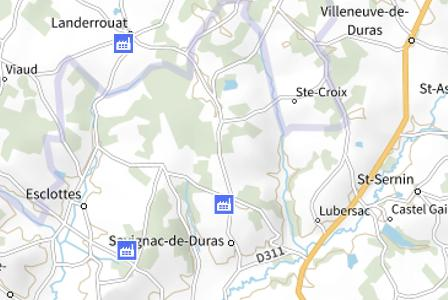 Villeneuve-de-
Duras
Landerrouat
Viaud
Ste-Croix
St-As
St-Sernin
Esclottes
Lubersac
Castel Gai
Savignac-de-Duras
D311
e-